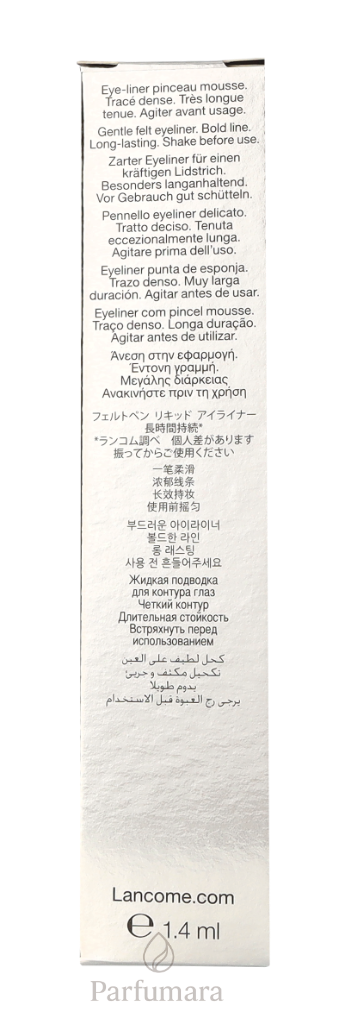 Eye-liner pinceau mousse.
Tracé dense. Très longue
tenue. Agiter avant usage.
Gentle felt eyeliner. Bold line.
Long-lasting. Shake before use.
Zarter Eyeliner für einen
kräftigen Lidstrich.
Besonders langanhaltend.
Vor Gebrauch gut schütteln.
Pennello eyeliner delicato.
Tratto deciso. Tenuta
eccezionalmente lunga.
Agitare prima dell'uso.
Eyeliner punta de esponja.
Trazo denso. Muy larga
duración. Agitar antes de usar.
Eyeliner com pincel mousse.
Traço denso. Longa duração.
Agitar antes de utilizar.
Άνεση στην εφαρμογή.
Έντονη γραμμή.
Μεγάλης διάρκειας
Ανακινήστε πριν τη χρήση
フェルトペン リキッド アイライナー
長時間持続*
*ランコム調べ 個人差があります
振ってからご使用ください
一笔柔滑
浓郁线条
长效持妆
使用前摇匀
부드러운 아이라이너
볼드한 라인
롱 래스팅
사용 전 흔들어주세요
Жидкая подводка
для контура глаз
Четкий контур
Длительная стойкость
Встряхнуть перед
использованием
كحل لطيف على العين
تكحيل مكثف و جريئ
يدوم طويلا
يرجى رج العبوة قبل الاستخدام
Lancome.com
℮ 1.4 ml
Parfumara